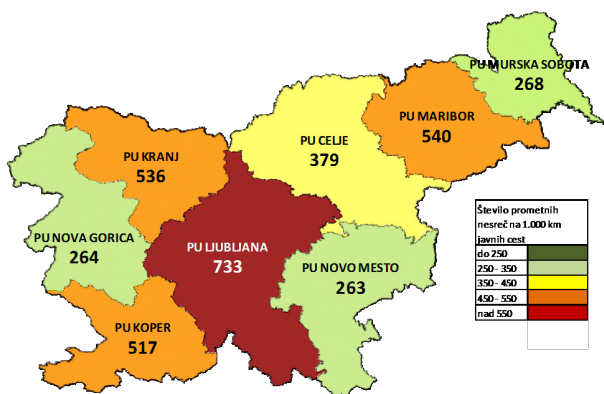 PU MURSKA SOBOTA
268
PU MARIBOR
540
PU CELJE
379
PU KRANJ
536
PU NOVA GORICA
264
PU LJUBLJANA
733
PU NOVO MESTO
263
PU KOPER
517
Število prometnih
nesreč na 1.000 km
javnih cest
do 250
250 - 350
350 - 450
450 - 550
nad 550